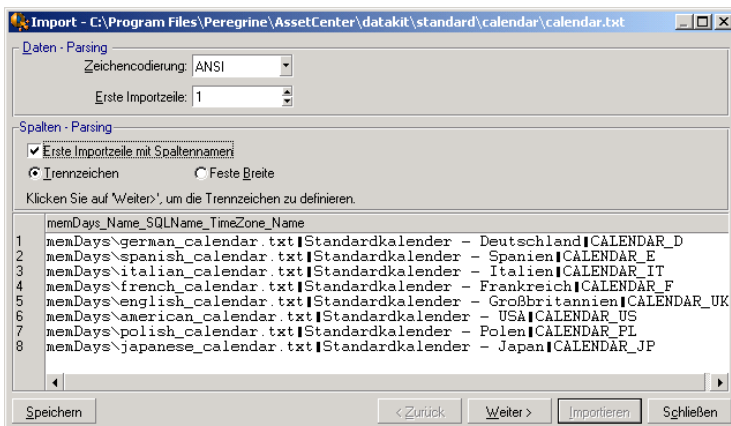 Import - C:\Program Files\Peregrine\AssetCenter\datakit\standard\calendar\calendar.txt
Daten - Parsing
Zeichencodierung: ANSI
Erste Importzeile: 1
Spalten - Parsing
Erste Importzeile mit Spaltennamen
Trennzeichen Feste Breite
Klicken Sie auf 'Weiter>', um die Trennzeichen zu definieren.
memDays_Name_SQLName_TimeZone_Name
1 memDays\german_calendar.txt|Standardkalender - Deutschland|CALENDAR_D
2 memDays\spanish_calendar.txt|Standardkalender - Spanien|CALENDAR_E
3 memDays\italian_calendar.txt|Standardkalender - Italien|CALENDAR_IT
4 memDays\french_calendar.txt|Standardkalender - Frankreich|CALENDAR_F
5 memDays\english_calendar.txt|Standardkalender - Großbritannien|CALENDAR_UK
6 memDays\american_calendar.txt|Standardkalender - USA|CALENDAR_US
7 memDays\polish_calendar.txt|Standardkalender - Polen|CALENDAR_PL
8 memDays\japanese_calendar.txt|Standardkalender - Japan|CALENDAR_JP
Speichern < Zurück Weiter > Importieren Schließen